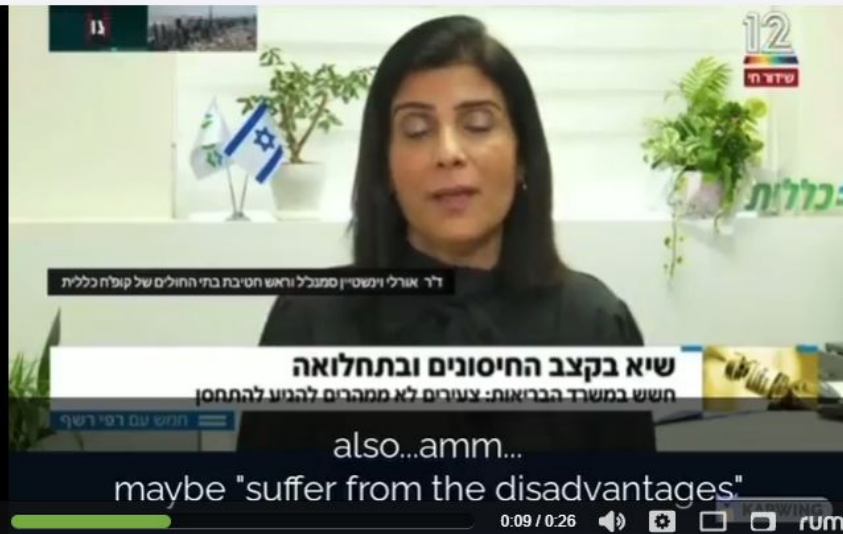 12
שידור חי
כללית
ד"ר אורלי וינשטיין סמנכ"ל וראש חטיבת בתי החולים של קופ"ח כללית
שיא בקצב החיסונים ובתחלואה
חשש במשרד הבריאות: צעירים לא ממהרים להגיע להתחסן
חמש עם רפי רשף
also...amm...
maybe "suffer from the disadvantages"
KAPWING
0:09 / 0:26
rum